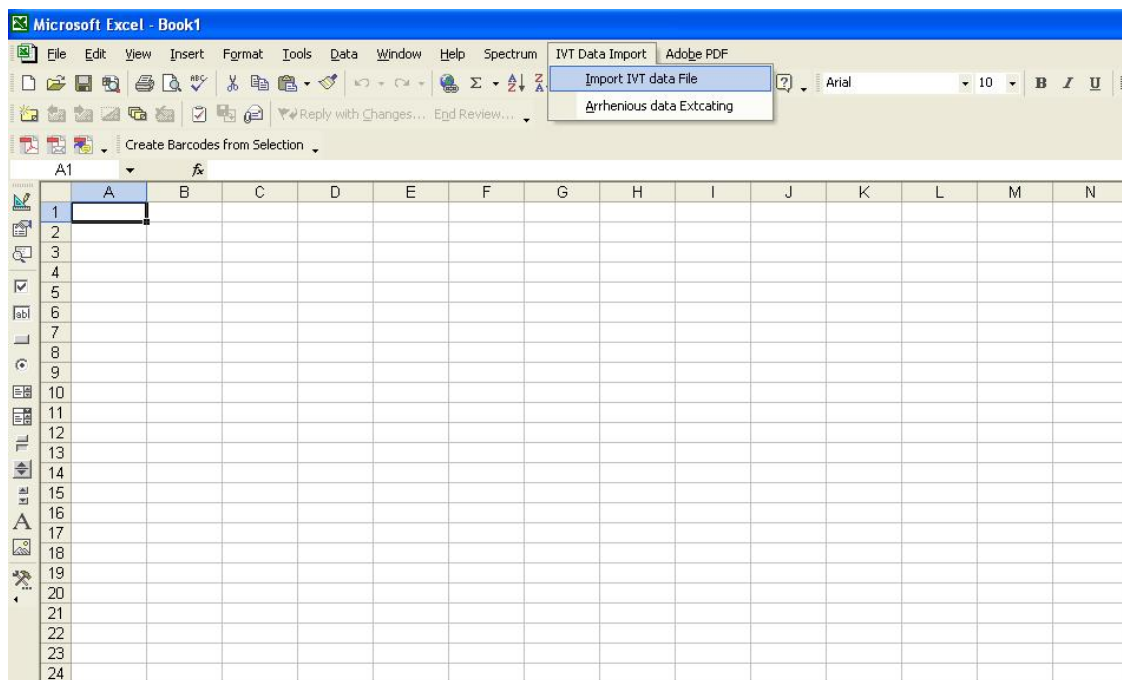 Microsoft Excel - Book1
File Edit View Insert Format Tools Data Window Help Spectrum IVT Data Import Adobe PDF
Import IVT data File
Arial 10 B I U
Arrhenious data Extcating
Reply with Changes... End Review...
Create Barcodes from Selection
A1 fx
A B C D E F G H I J K L M N
1
2
3
4
5
6
7
8
9
10
11
12
13
14
15
16
17
18
19
20
21
22
23
24